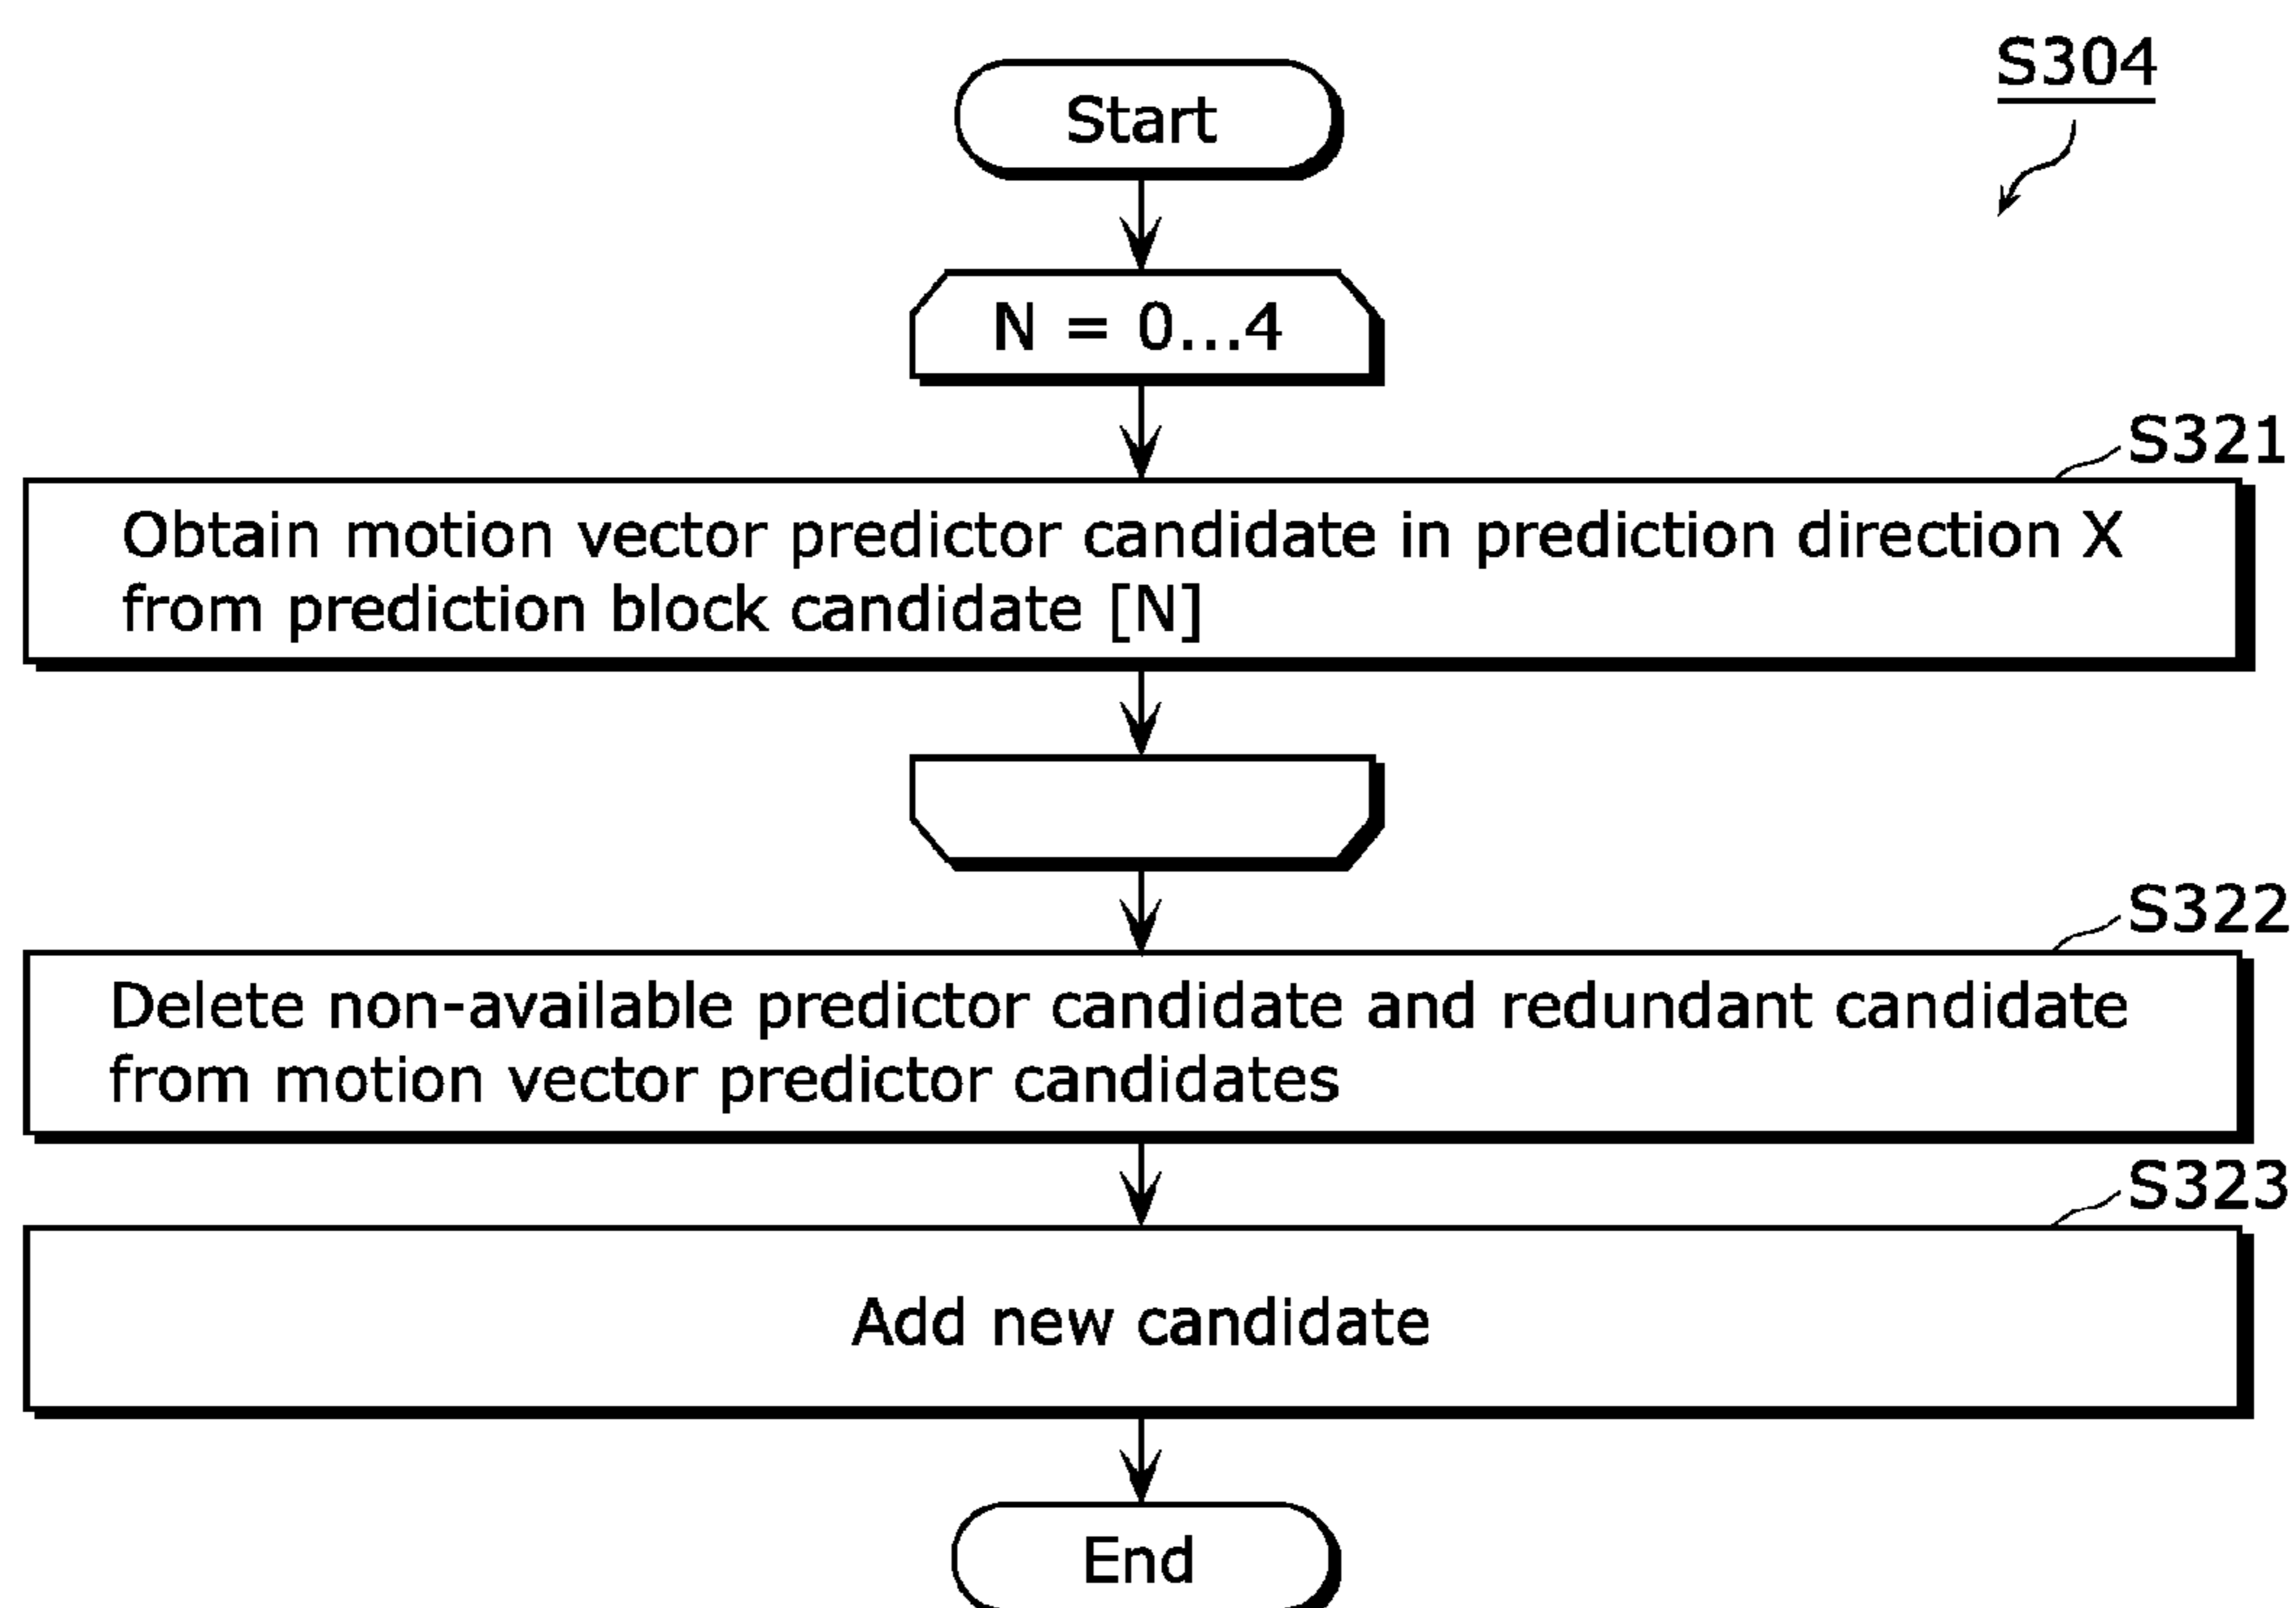 S304
Start
N = 0...4
S321
Obtain motion vector predictor candidate in prediction direction X
from prediction block candidate [N]
S322
Delete non-available predictor candidate and redundant candidate
from motion vector predictor candidates
S323
Add new candidate
End